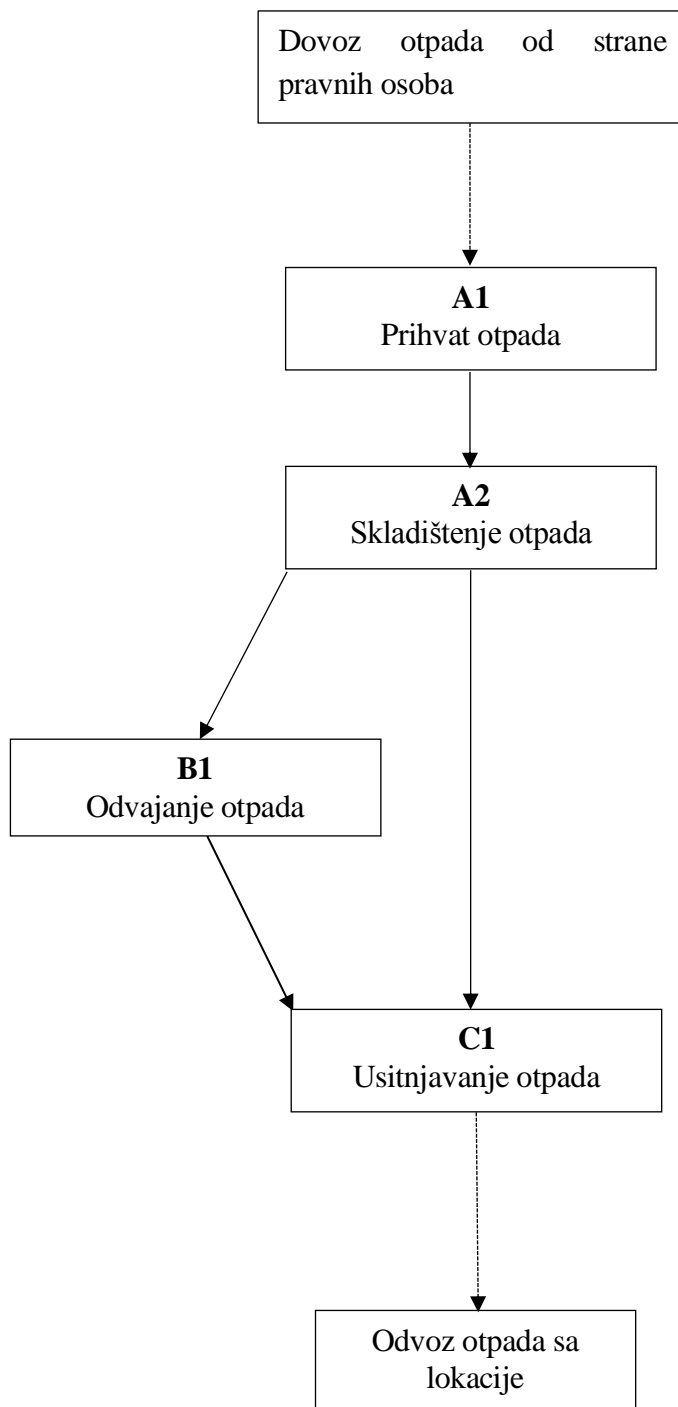 Dovoz otpada od strane
pravnih osoba
A1
Prihvat otpada
A2
Skladištenje otpada
B1
Odvajanje otpada
C1
Usitnjavanje otpada
Odvoz otpada sa
lokacije